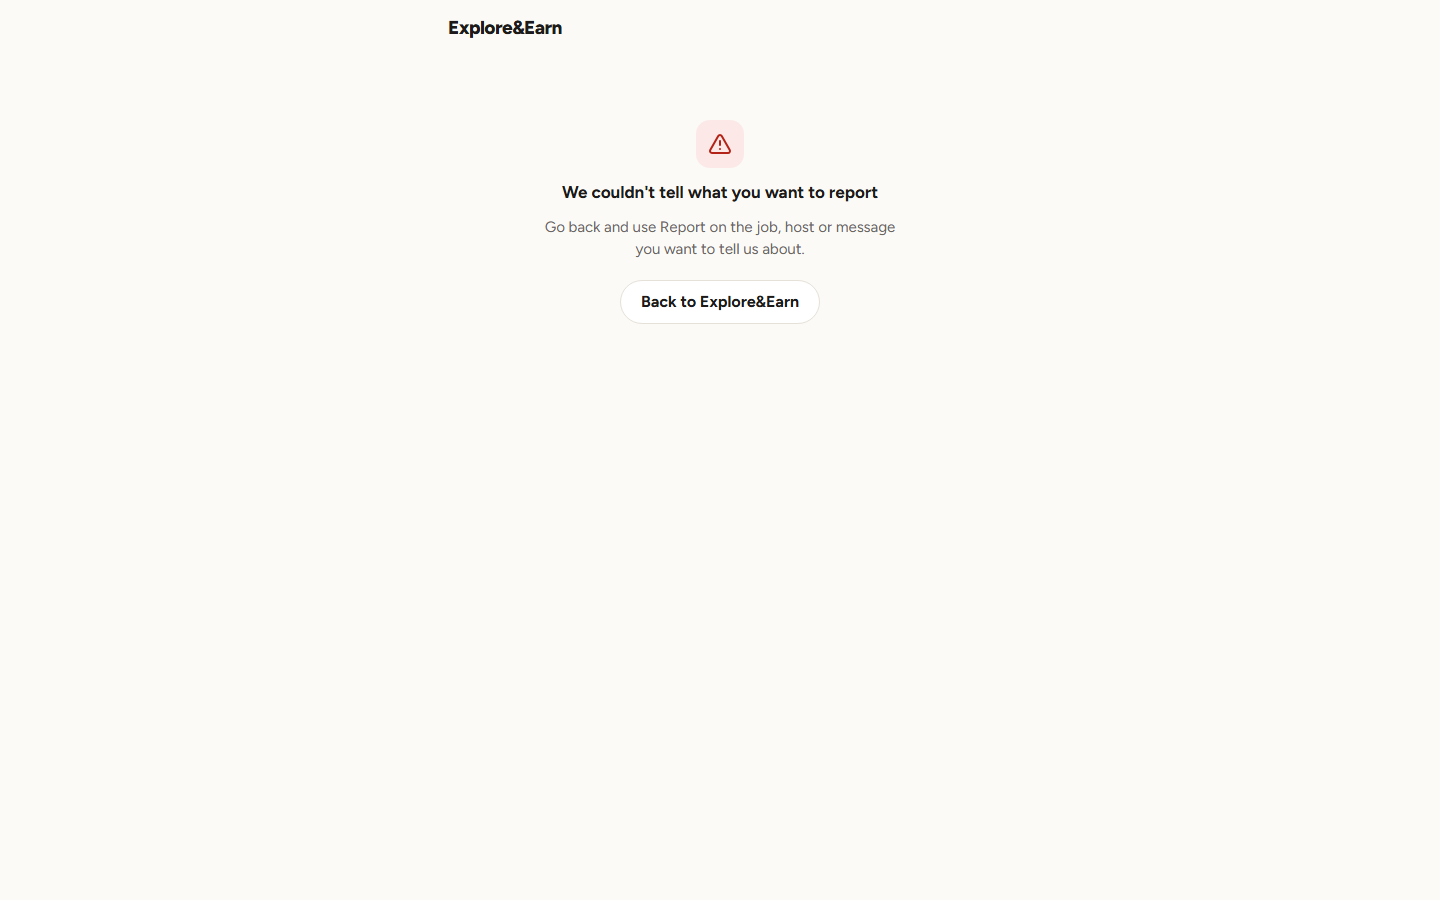 Explore&Earn
We couldn't tell what you want to report
Go back and use Report on the job, host or message
you want to tell us about.
Back to Explore&Earn